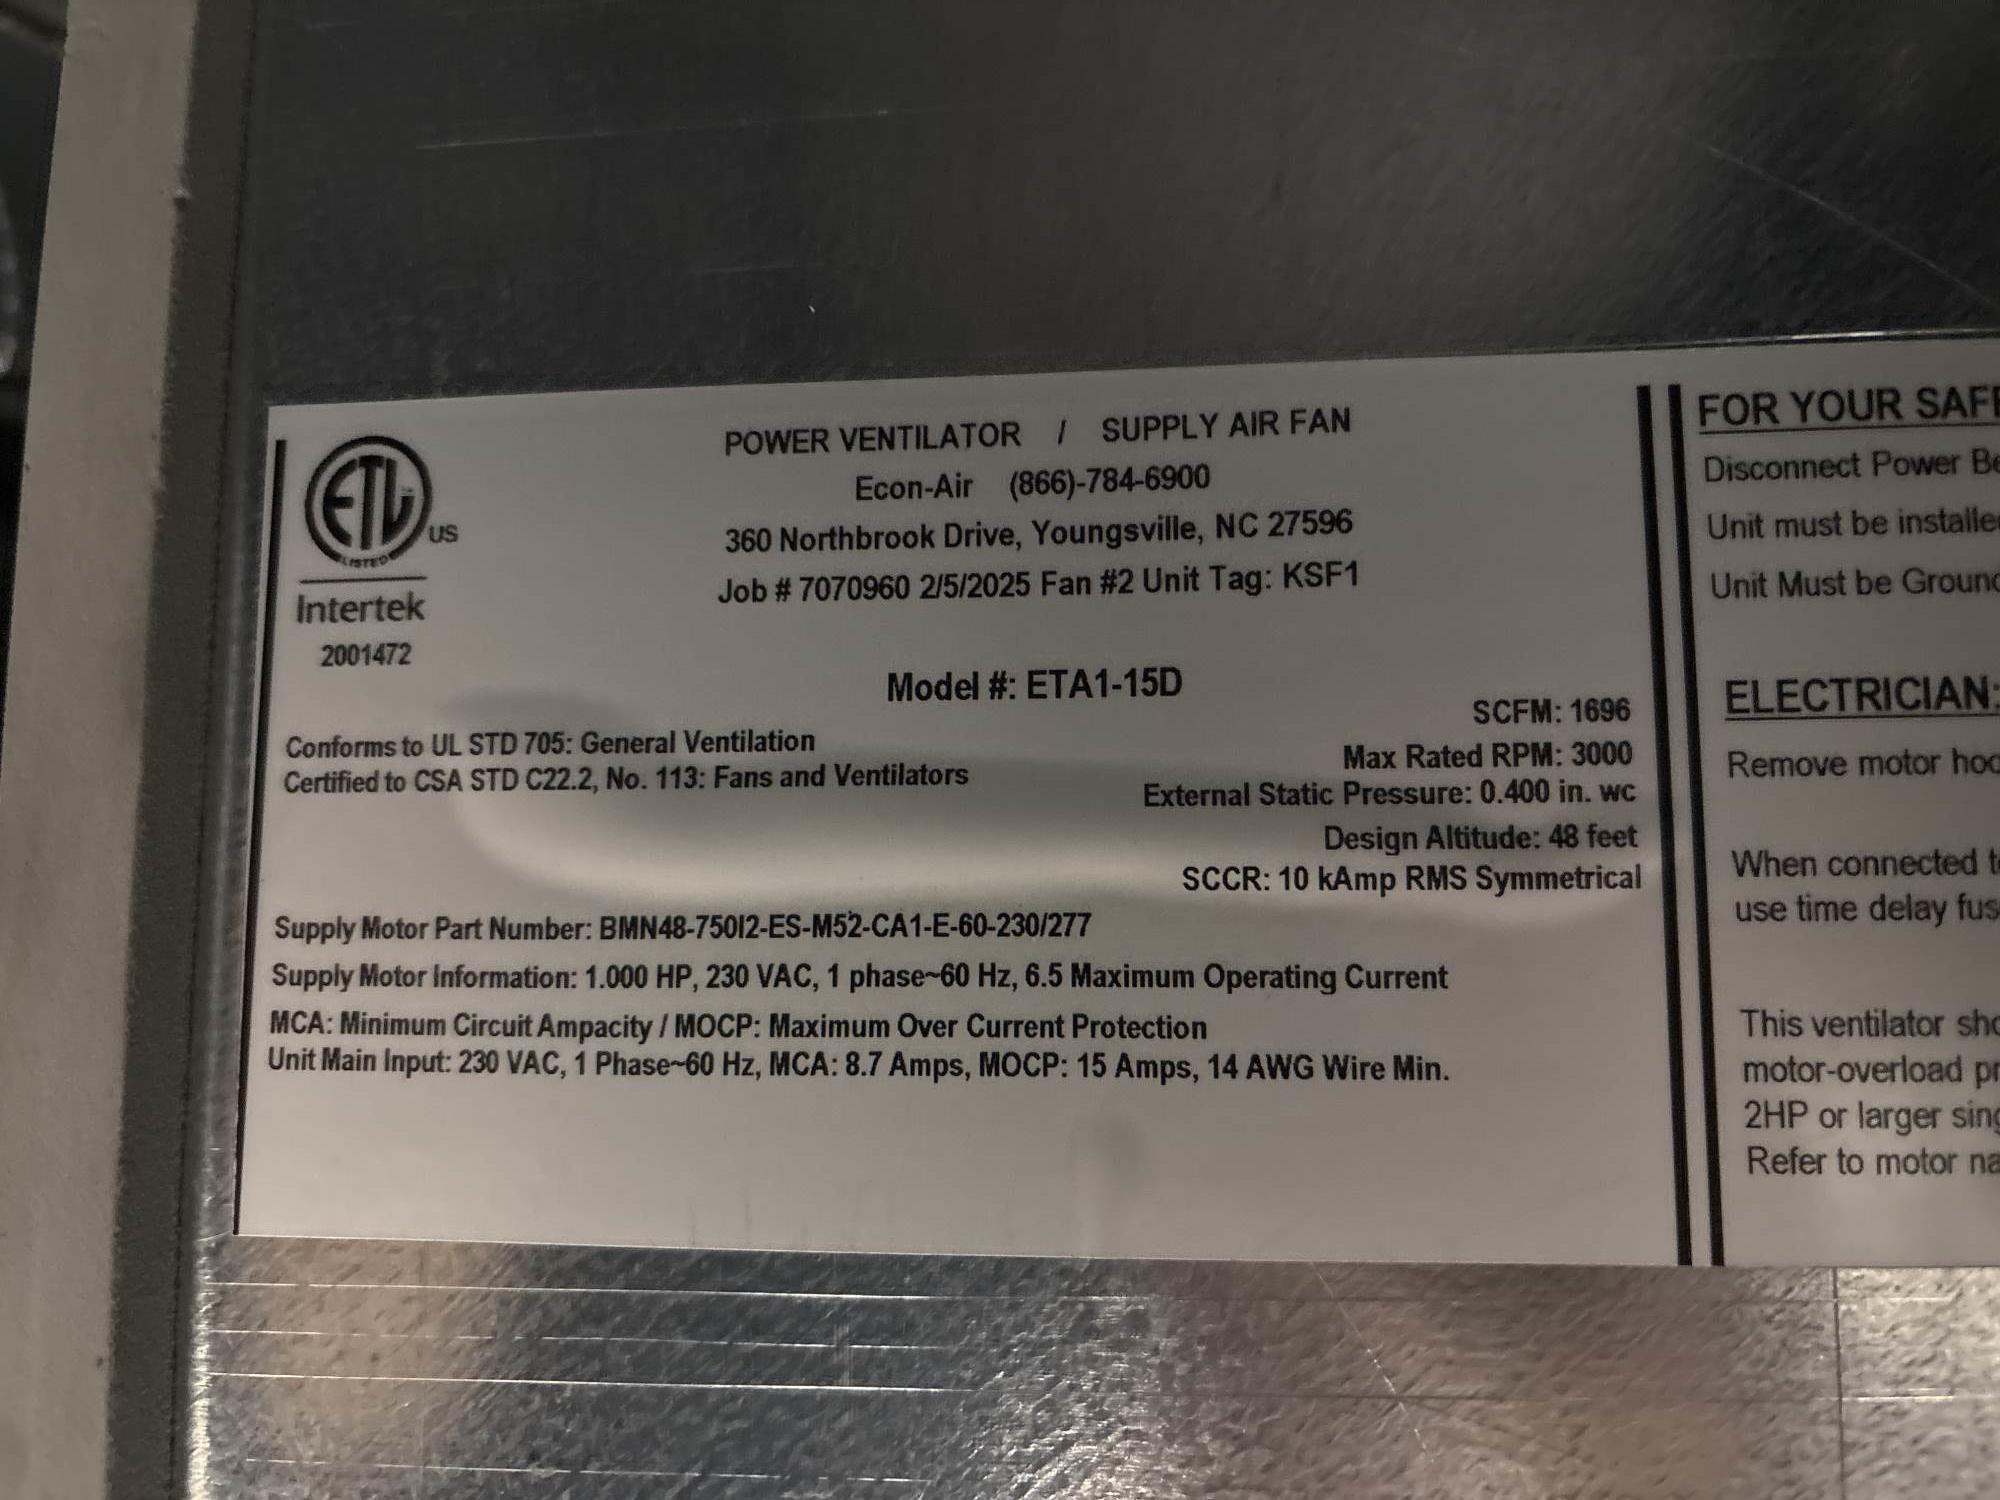 ETL US
LISTED
Intertek
2001472
POWER VENTILATOR / SUPPLY AIR FAN
Econ-Air (866)-784-6900
360 Northbrook Drive, Youngsville, NC 27596
Job # 7070960 2/5/2025 Fan #2 Unit Tag: KSF1
Model #: ETA1-15D
SCFM: 1696
Conforms to UL STD 705: General Ventilation
Max Rated RPM: 3000
Certified to CSA STD C22.2, No. 113: Fans and Ventilators
External Static Pressure: 0.400 in. wc
Design Altitude: 48 feet
SCCR: 10 kAmp RMS Symmetrical
Supply Motor Part Number: BMN48-750I2-ES-M52-CA1-E-60-230/277
Supply Motor Information: 1.000 HP, 230 VAC, 1 phase~60 Hz, 6.5 Maximum Operating Current
MCA: Minimum Circuit Ampacity / MOCP: Maximum Over Current Protection
Unit Main Input: 230 VAC, 1 Phase~60 Hz, MCA: 8.7 Amps, MOCP: 15 Amps, 14 AWG Wire Min.
FOR YOUR
Disconnect Power
Unit must be
Unit Must be
ELECTRICIAN:
Remove motor
When connected
use time delay
This ventilator
motor-overload
2HP or larger
Refer to motor